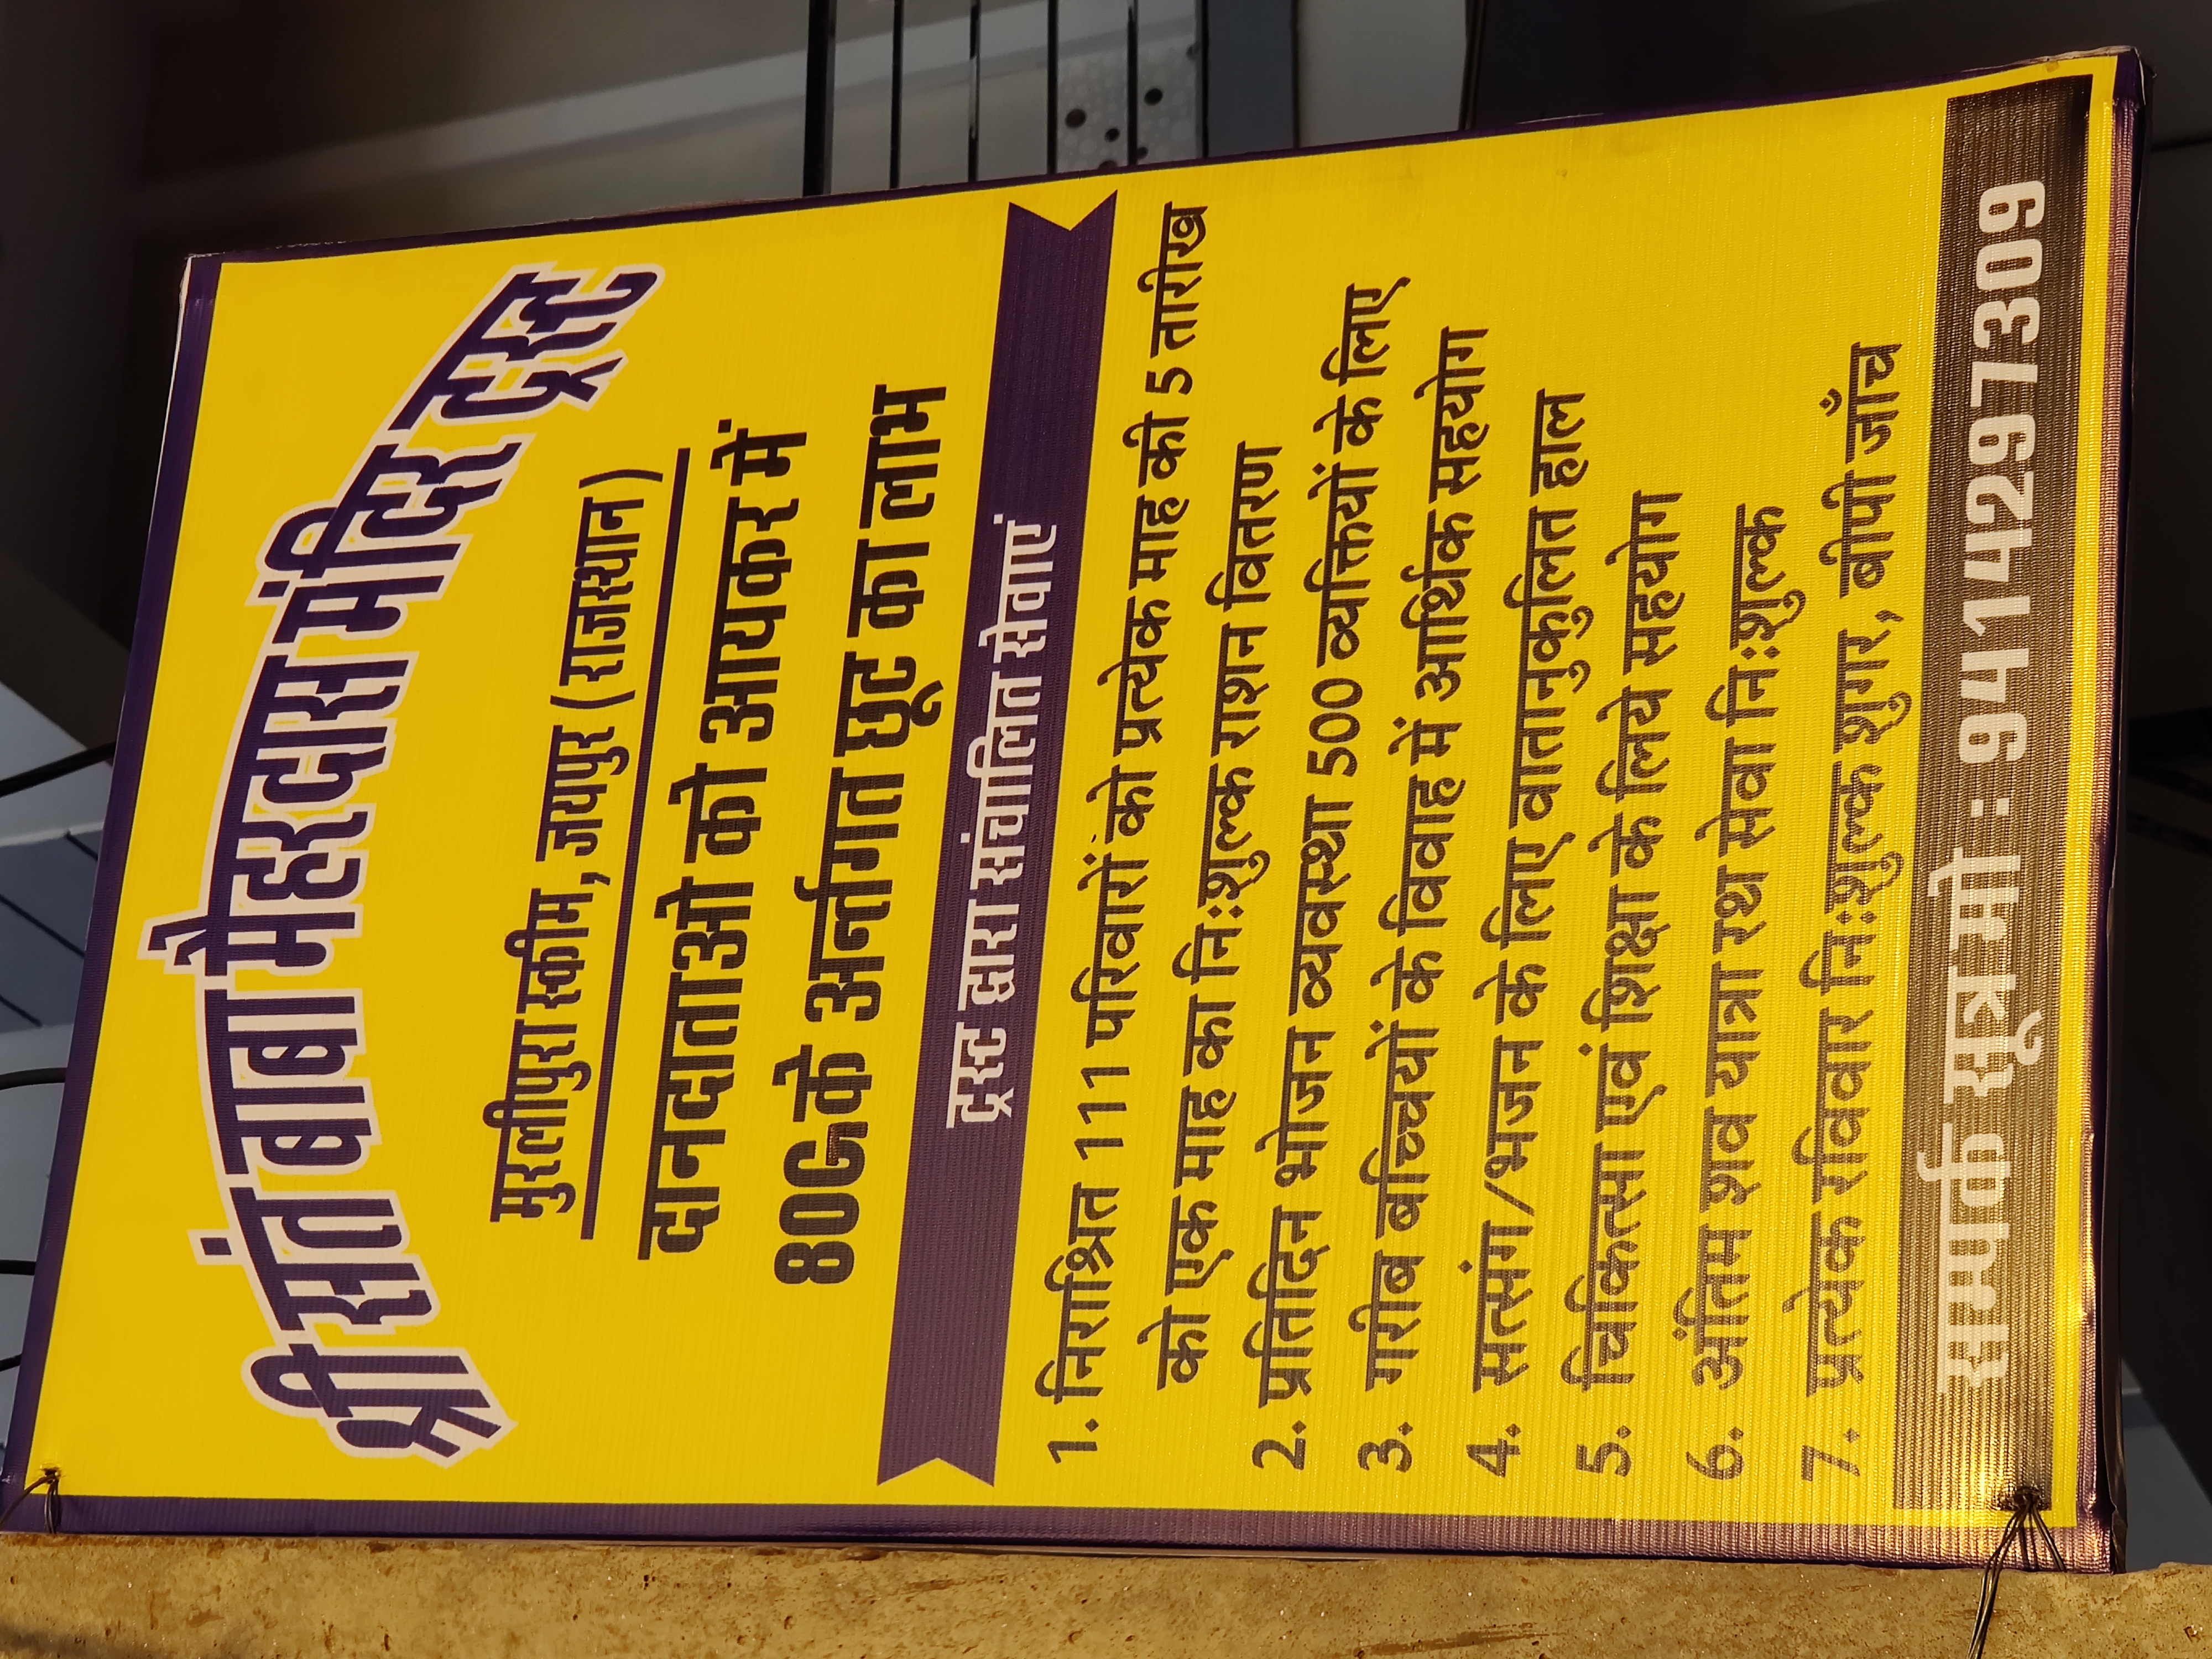 श्री संत बाबा मैहरदास मंदिर ट्रस्ट
मुरलीपुरा स्कीम, जयपुर (राजस्थान)
दानदाताओ को आयकर में
80G के अर्न्तगत छूट का लाभ
ट्रस्ट द्वारा संचालित सेवाएं
1. निराश्रित 111 परिवारों को प्रत्येक माह की 5 तारीख
को एक माह का नि:शुल्क राशन वितरण
2. प्रतिदिन भोजन व्यवस्था 500 व्यक्तियों के लिए
3. गरीब बच्चियों के विवाह में आर्थिक सहयोग
4. सत्संग/भजन के लिए वातानुकुलित हाल
5. चिकित्सा एवं शिक्षा के लिये सहयोग
6. अंतिम शव यात्रा रथ सेवा नि:शुल्क
7. प्रत्येक रविवार नि:शुल्क शुगर, बीपी जाँच
सम्पर्क सूत्र मो : 9414297309